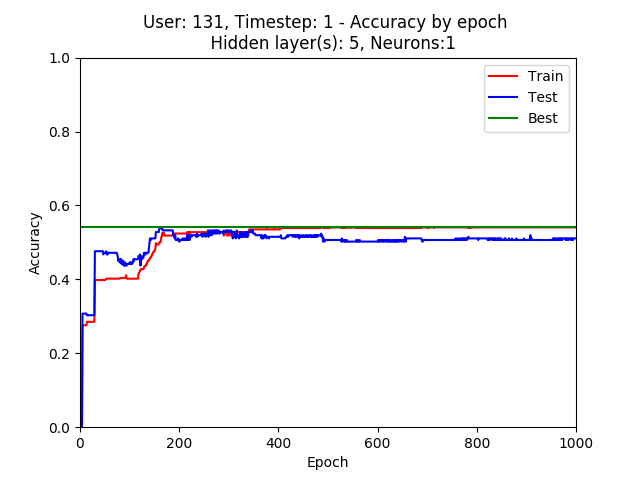 User: 131, Timestep: 1 - Accuracy by epoch
Hidden layer(s): 5, Neurons:1
1.0
Train
Test
Best
0.8
0.6
Accuracy
0.4
0.2
0.0
0 200 400 600 800 1000
Epoch